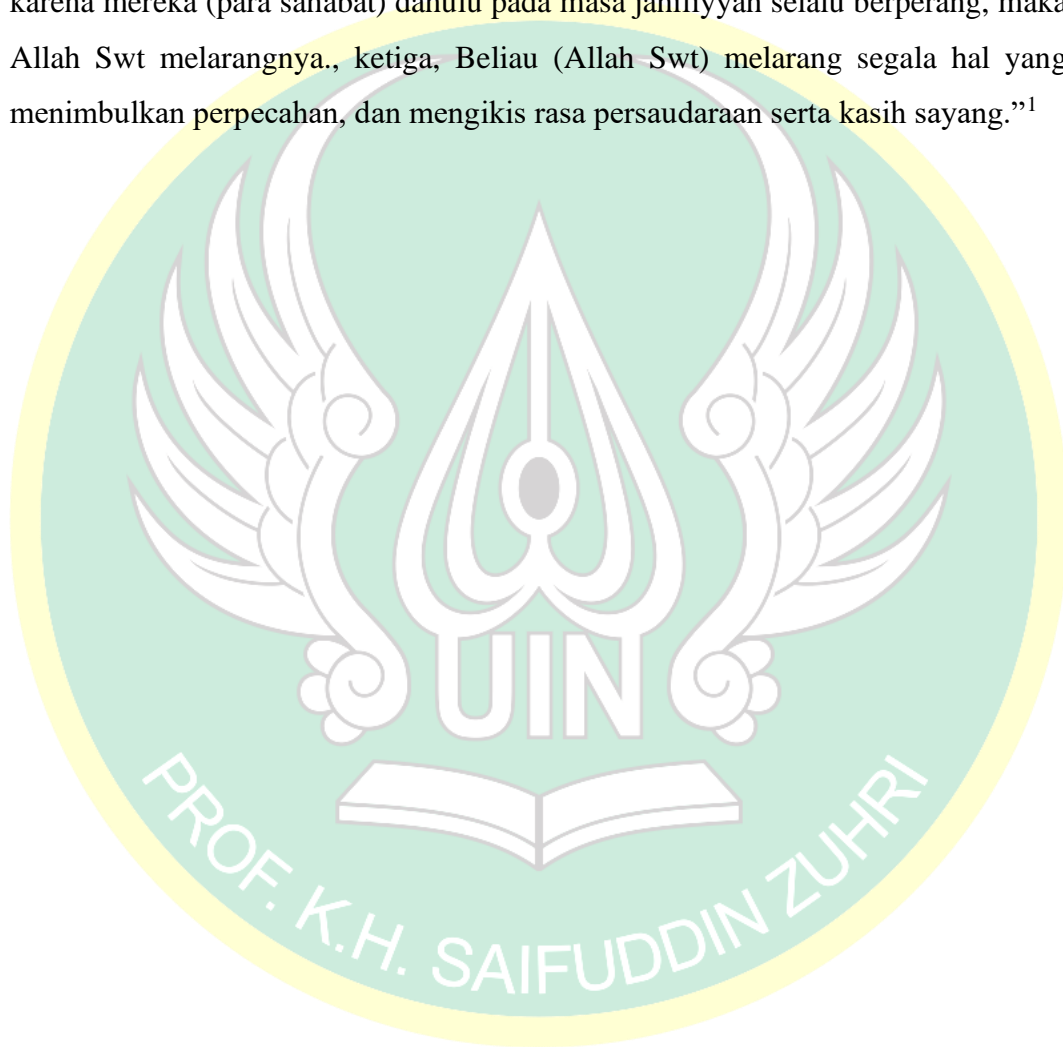 karena mereka (para sahabat) dahulu pada masa jahiliyyah selalu berperang, maka
Allah Swt melarangnya., ketiga, Beliau (Allah Swt) melarang segala hal yang
menimbulkan perpecahan, dan mengikis rasa persaudaraan serta kasih sayang.”1
UIN
PROF. K.H. SAIFUDDIN ZUHRI